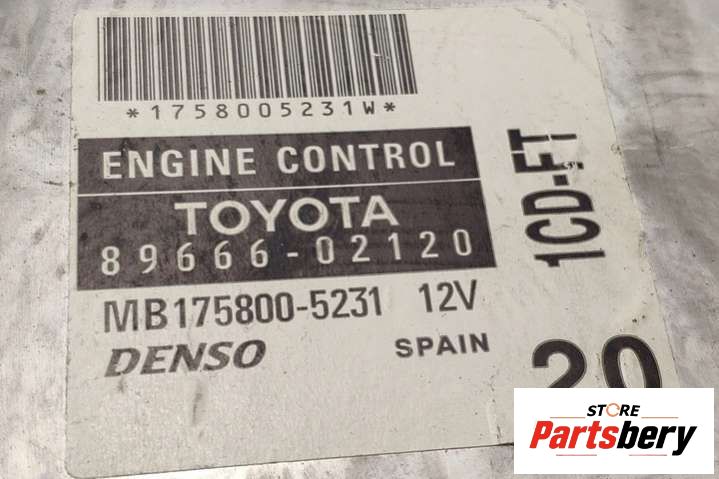 *1758005231W*
ENGINE CONTROL
TOYOTA
89666-02120
MB175800-5231 12V
DENSO SPAIN
1CD-FT
20
STORE
Partsbery